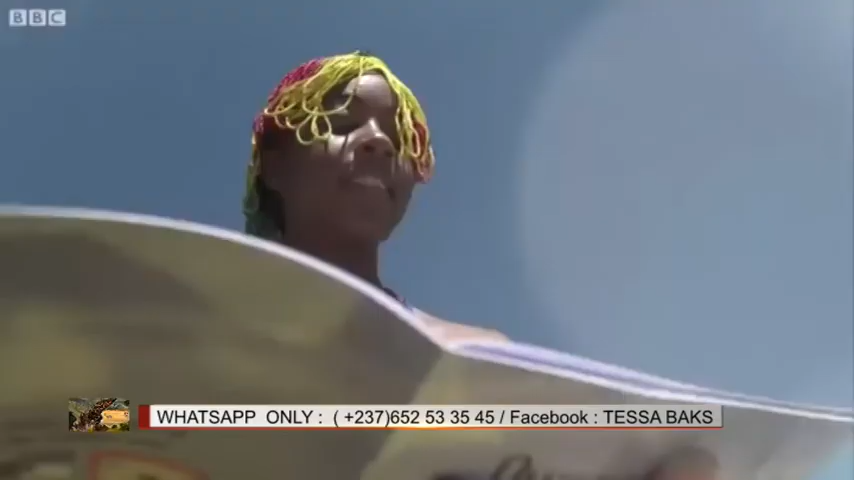 BBC
WHATSAPP ONLY : ( +237)652 53 35 45 / Facebook : TESSA BAKS